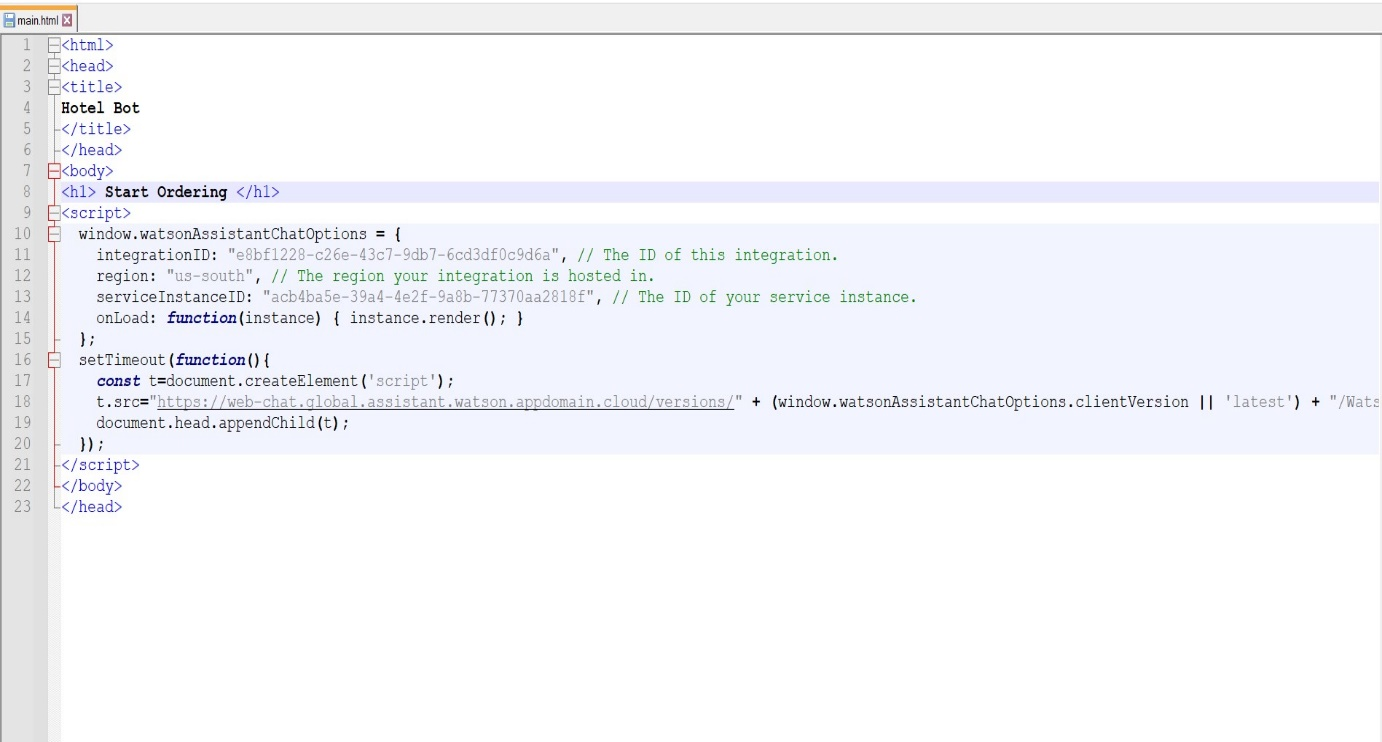 main.html
1 <html>
2 <head>
3 <title>
4 Hotel Bot
5 </title>
6 </head>
7 <body>
8 <h1> Start Ordering </h1>
9 <script>
10 window.watsonAssistantChatOptions = {
11 integrationID: "e8bf1228-c26e-43c7-9db7-6cd3df0c9d6a", // The ID of this integration.
12 region: "us-south", // The region your integration is hosted in.
13 serviceInstanceID: "acb4ba5e-39a4-4e2f-9a8b-77370aa2818f", // The ID of your service instance.
14 onLoad: function(instance) { instance.render(); }
15 };
16 setTimeout(function(){
17 const t=document.createElement('script');
18 t.src="https://web-chat.global.assistant.watson.appdomain.cloud/versions/" + (window.watsonAssistantChatOptions.clientVersion || 'latest') + "/Wats
19 document.head.appendChild(t);
20 });
21 </script>
22 </body>
23 </head>